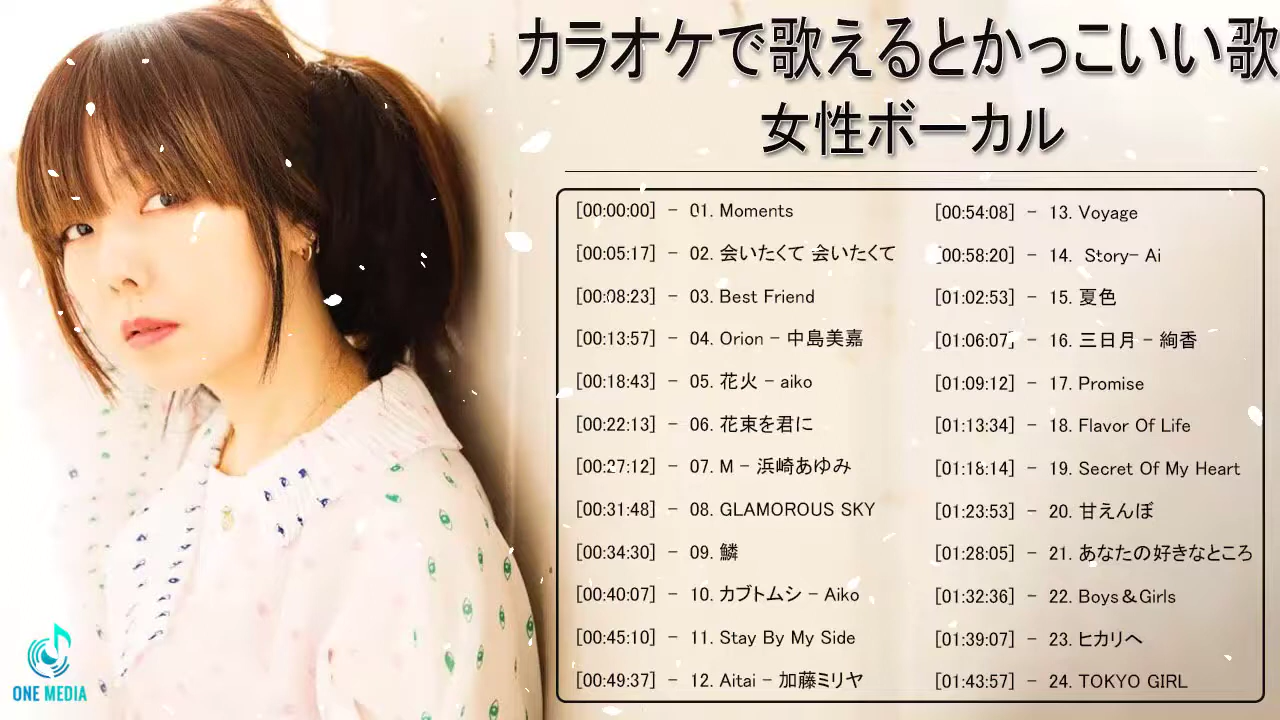 カラオケで歌えるとかっこいい歌
女性ボーカル
[00:00:00] - 01. Moments
[00:05:17] - 02. 会いたくて 会いたくて
[00:08:23] - 03. Best Friend
[00:13:57] - 04. Orion - 中島美嘉
[00:18:43] - 05. 花火 - aiko
[00:22:13] - 06. 花束を君に
[00:27:12] - 07. M - 浜崎あゆみ
[00:31:48] - 08. GLAMOROUS SKY
[00:34:30] - 09. 鱗
[00:40:07] - 10. カブトムシ - Aiko
[00:45:10] - 11. Stay By My Side
[00:49:37] - 12. Aitai - 加藤ミリヤ
[00:54:08] - 13. Voyage
[00:58:20] - 14. Story- Ai
[01:02:53] - 15. 夏色
[01:06:07] - 16. 三日月 - 絢香
[01:09:12] - 17. Promise
[01:13:34] - 18. Flavor Of Life
[01:18:14] - 19. Secret Of My Heart
[01:23:53] - 20. 甘えんぼ
[01:28:05] - 21. あなたの好きなところ
[01:32:36] - 22. Boys＆Girls
[01:39:07] - 23. ヒカリへ
[01:43:57] - 24. TOKYO GIRL
ONE MEDIA